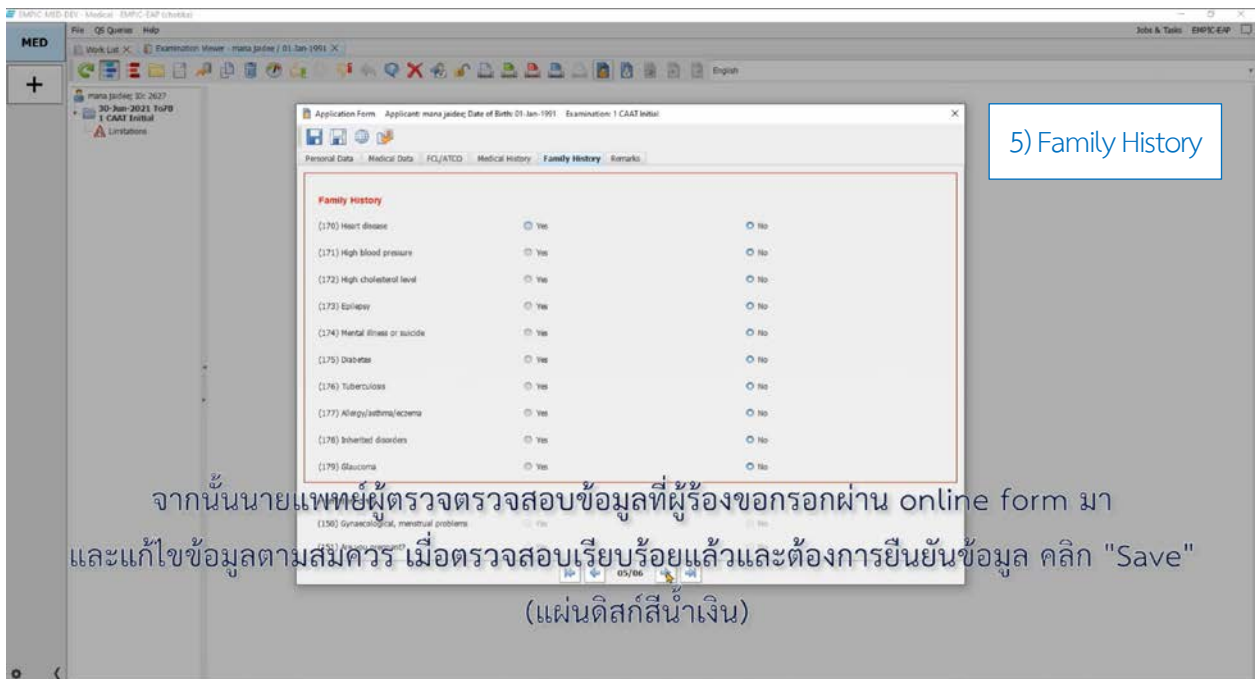 EMPIC-MED-DEV - Medical - EMPIC-EAP (chotika)
File QS Queries Help
Jobs & Tasks EMPIC-EAP
MED
Work List
Examination Viewer - mana jaidee / 01-Jan-1991
English
mana jaidee; ID: 2627
30-Jun-2021
1 CAAT Initial
Limitations
Application Form Applicant: mana jaidee; Date of Birth: 01-Jan-1991 Examination: 1 CAAT Initial
5) Family History
Personal Data Medical Data FCL/ATCO Medical History Family History Remarks
Family History
(170) Heart disease Yes No
(171) High blood pressure Yes No
(172) High cholesterol level Yes No
(173) Epilepsy Yes No
(174) Mental illness or suicide Yes No
(175) Diabetes Yes No
(176) Tuberculosis Yes No
(177) Allergy/asthma/eczema Yes No
(178) Inherited disorders Yes No
(179) Glaucoma Yes No
จากนั้นนายแพทย์ผู้ตรวจตรวจสอบข้อมูลที่ผู้ร้องขอกรอกผ่าน online form มา
(150) Gynaecological, menstrual problems Yes No
และแก้ไขข้อมูลตามสมควร เมื่อตรวจสอบเรียบร้อยแล้วและต้องการยืนยันข้อมูล คลิก "Save"
(151) Are you pregnant?
05/06
(แผ่นดิสก์สีน้ำเงิน)